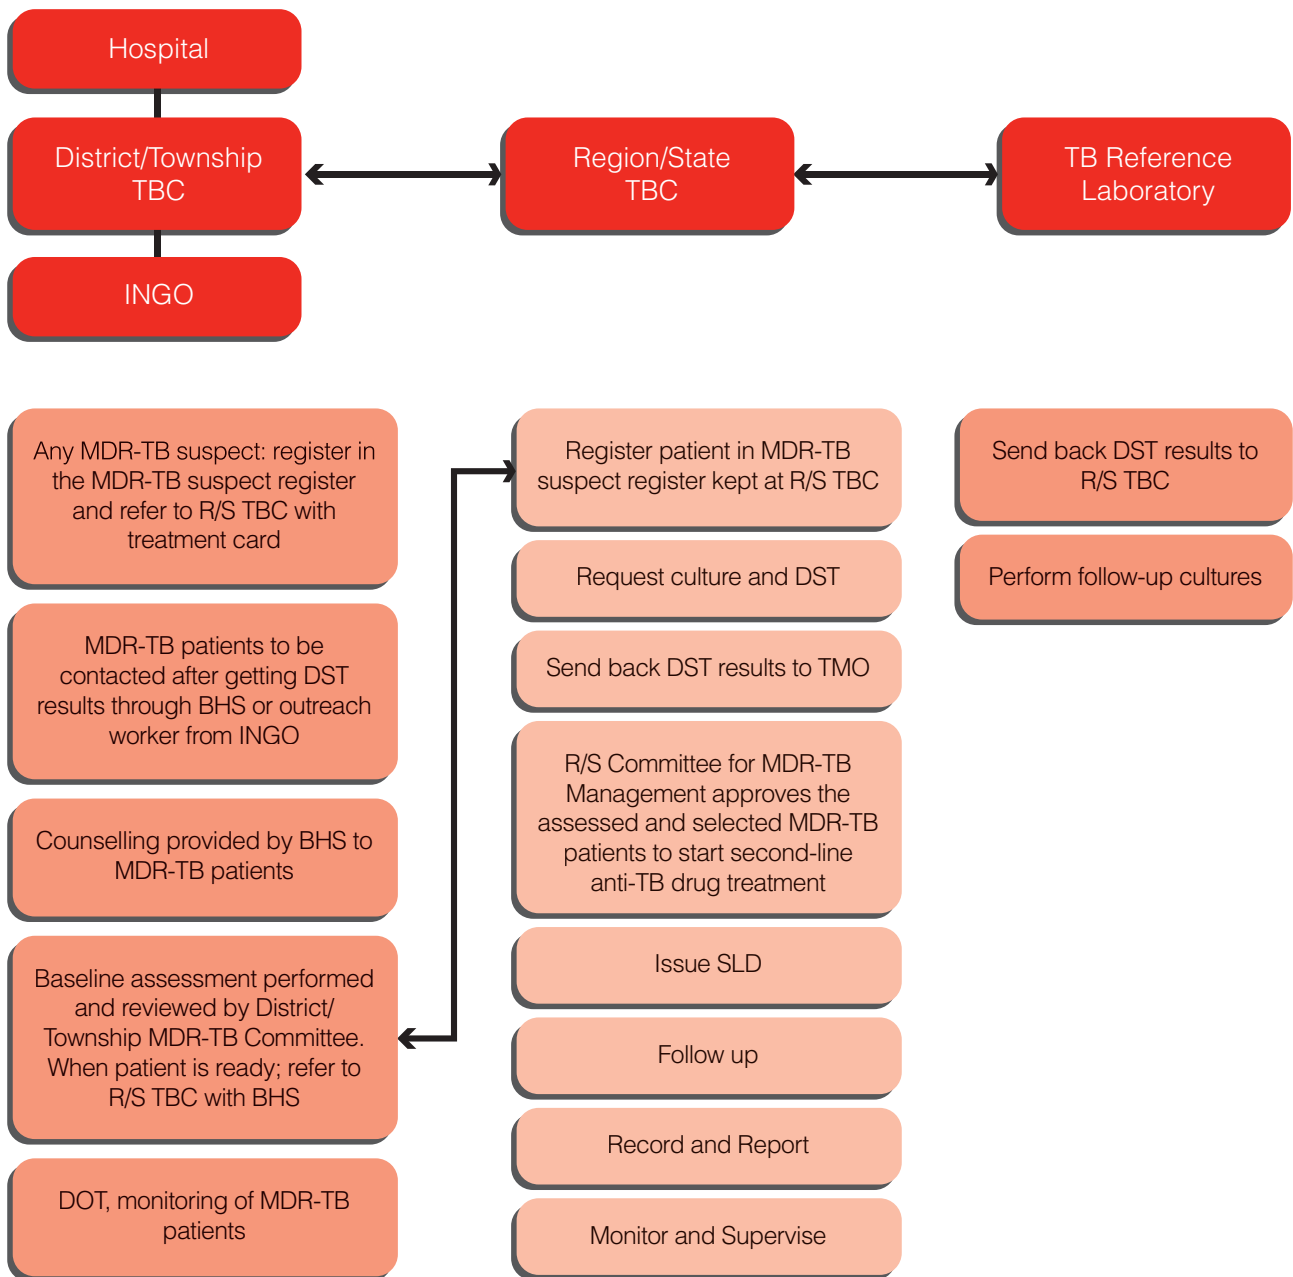 Hospital
District/Township
TBC
Region/State
TBC
TB Reference
Laboratory
INGO
Any MDR-TB suspect: register in
the MDR-TB suspect register
and refer to R/S TBC with
treatment card
MDR-TB patients to be
contacted after getting DST
results through BHS or outreach
worker from INGO
Counselling provided by BHS to
MDR-TB patients
Baseline assessment performed
and reviewed by District/
Township MDR-TB Committee.
When patient is ready; refer to
R/S TBC with BHS
DOT, monitoring of MDR-TB
patients
Register patient in MDR-TB
suspect register kept at R/S TBC
Request culture and DST
Send back DST results to TMO
R/S Committee for MDR-TB
Management approves the
assessed and selected MDR-TB
patients to start second-line
anti-TB drug treatment
Issue SLD
Follow up
Record and Report
Monitor and Supervise
Send back DST results to
R/S TBC
Perform follow-up cultures